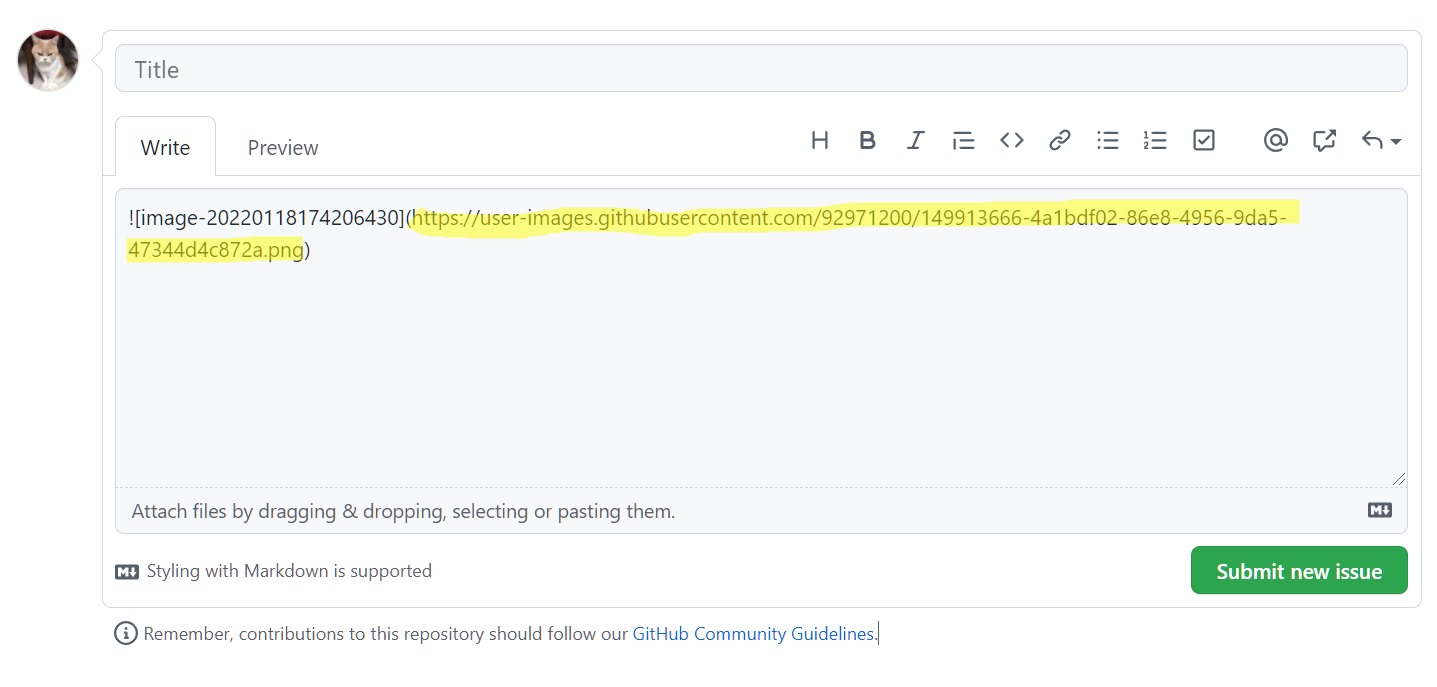 Title
Write
Preview
![image-20220118174206430](https://user-images.githubusercontent.com/92971200/149913666-4a1bdf02-86e8-4956-9da5-
47344d4c872a.png)
Attach files by dragging & dropping, selecting or pasting them.
Styling with Markdown is supported
Submit new issue
Remember, contributions to this repository should follow our GitHub Community Guidelines.